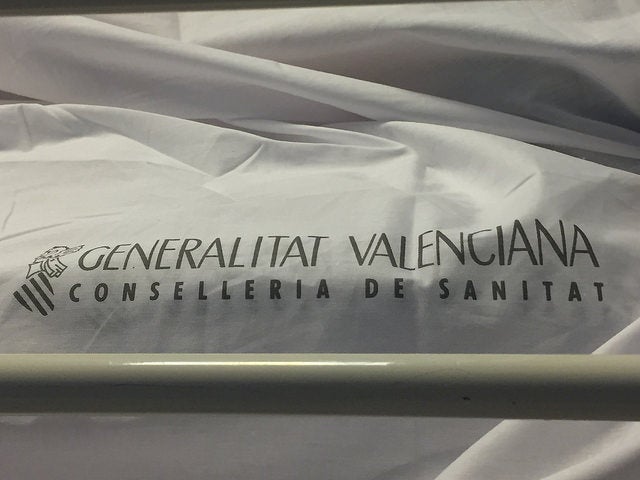 GENERALITAT VALENCIANA
CONSELLERIA DE SANITAT